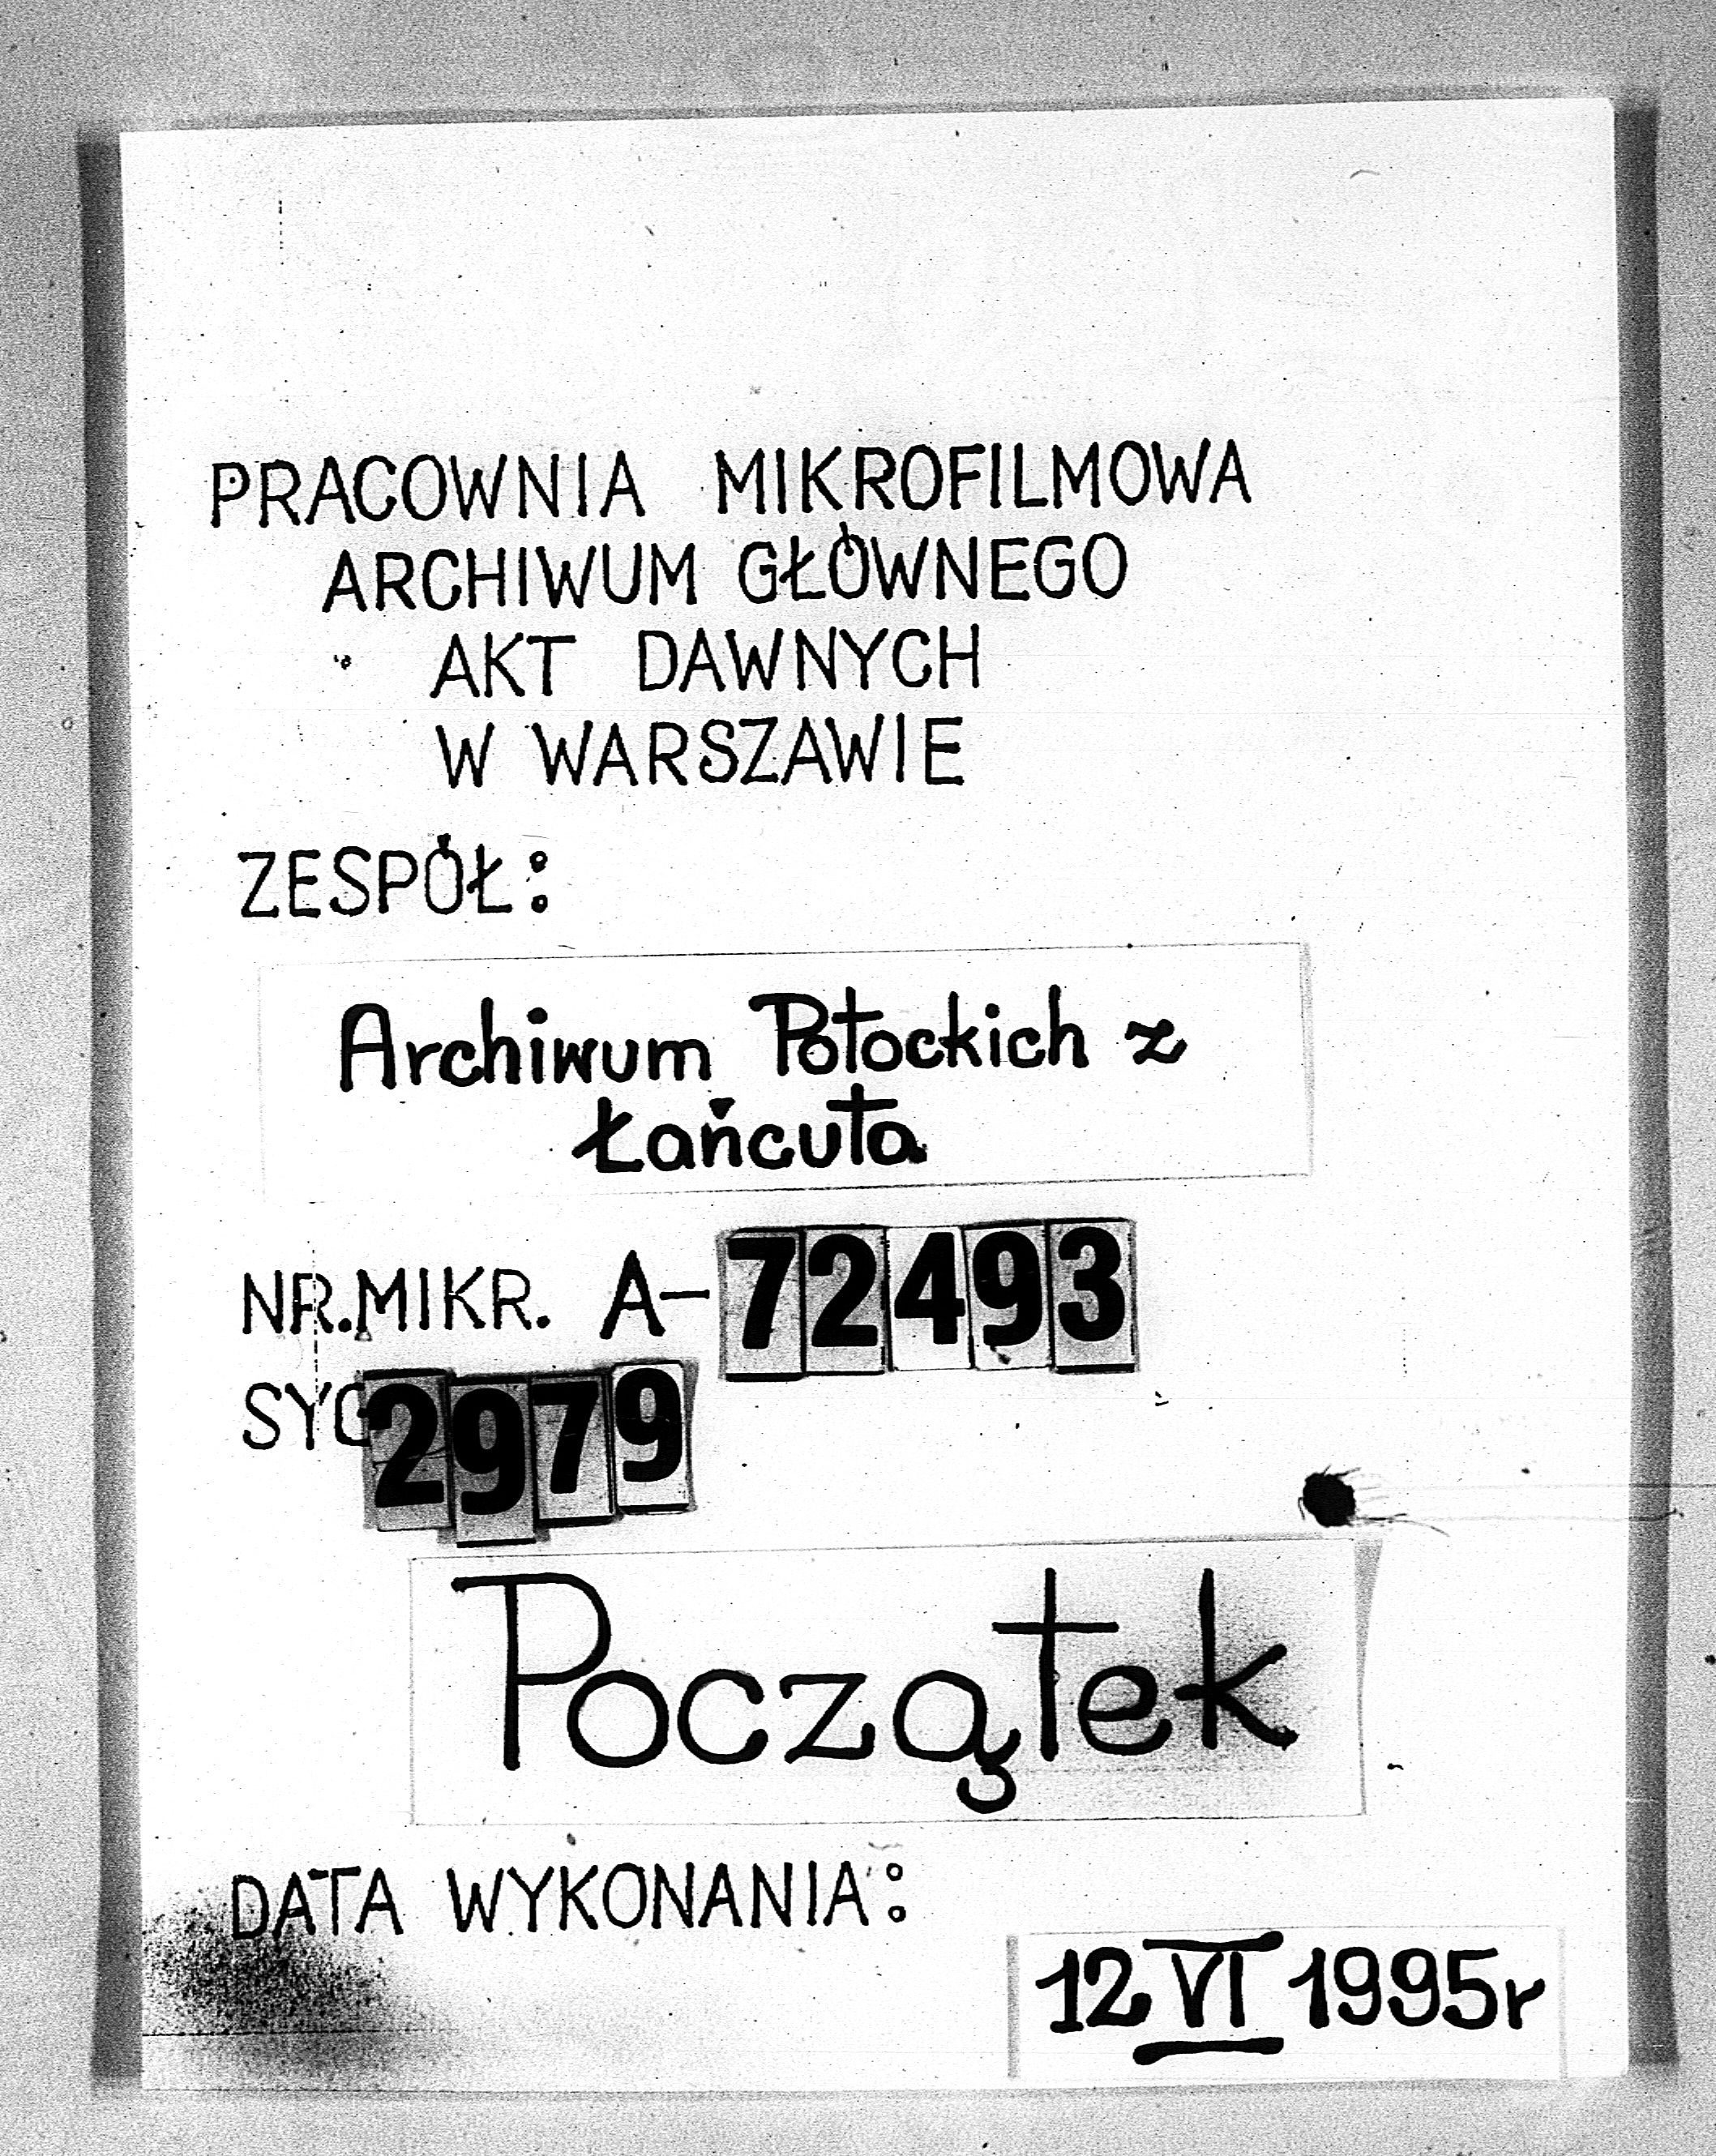 PRACOWNIA MIKROFILMOWA
ARCHIWUM GŁÓWNEGO
AKT DAWNYCH
W WARSZAWIE
ZESPÓŁ:
Archiwum Potockich z
Łańcuta
NR.MIKR. A-72493
SYG 2979
Początek
DATA WYKONANIA:
12 VI 1995r